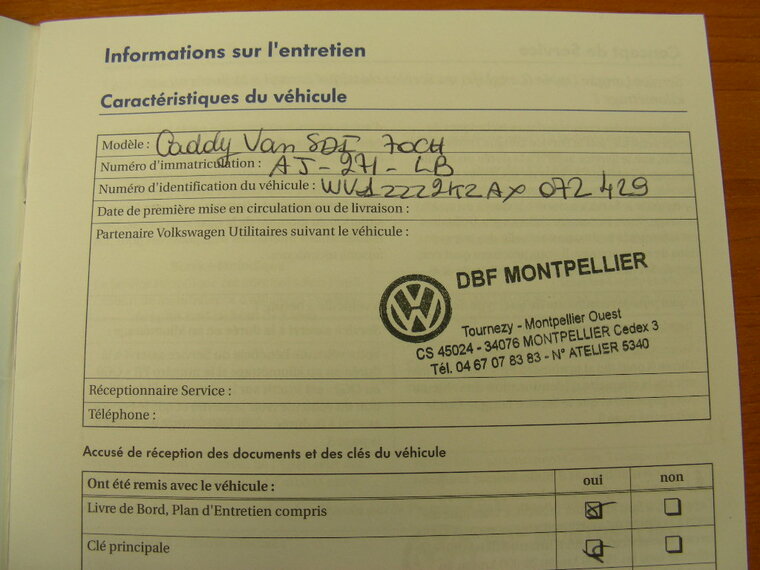 Informations sur l'entretien
Caractéristiques du véhicule
Modèle : Caddy Van SDI 70CH
Numéro d'immatriculation : AJ-271-LB
Numéro d'identification du véhicule : WV1ZZZ2KZAX 072429
Date de première mise en circulation ou de livraison :
Partenaire Volkswagen Utilitaires suivant le véhicule :
DBF MONTPELLIER
Tournezy - Montpellier Ouest
CS 45024 - 34076 MONTPELLIER Cedex 3
Tél. 04 67 07 83 83 - N° ATELIER 5340
Réceptionnaire Service :
Téléphone :
Accusé de réception des documents et des clés du véhicule
Ont été remis avec le véhicule : oui non
Livre de Bord, Plan d'Entretien compris
Clé principale